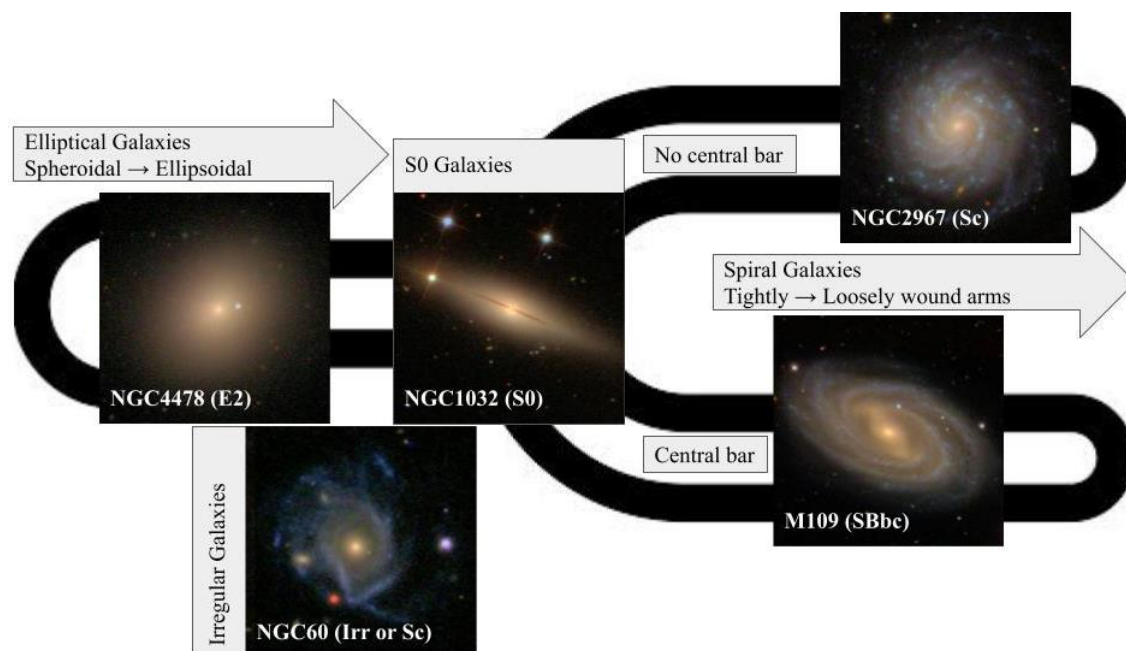 Elliptical Galaxies
Spheroidal → Ellipsoidal
S0 Galaxies
No central bar
NGC2967 (Sc)
Spiral Galaxies
Tightly → Loosely wound arms
NGC4478 (E2)
NGC1032 (S0)
Central bar
M109 (SBbc)
Irregular Galaxies
NGC60 (Irr or Sc)